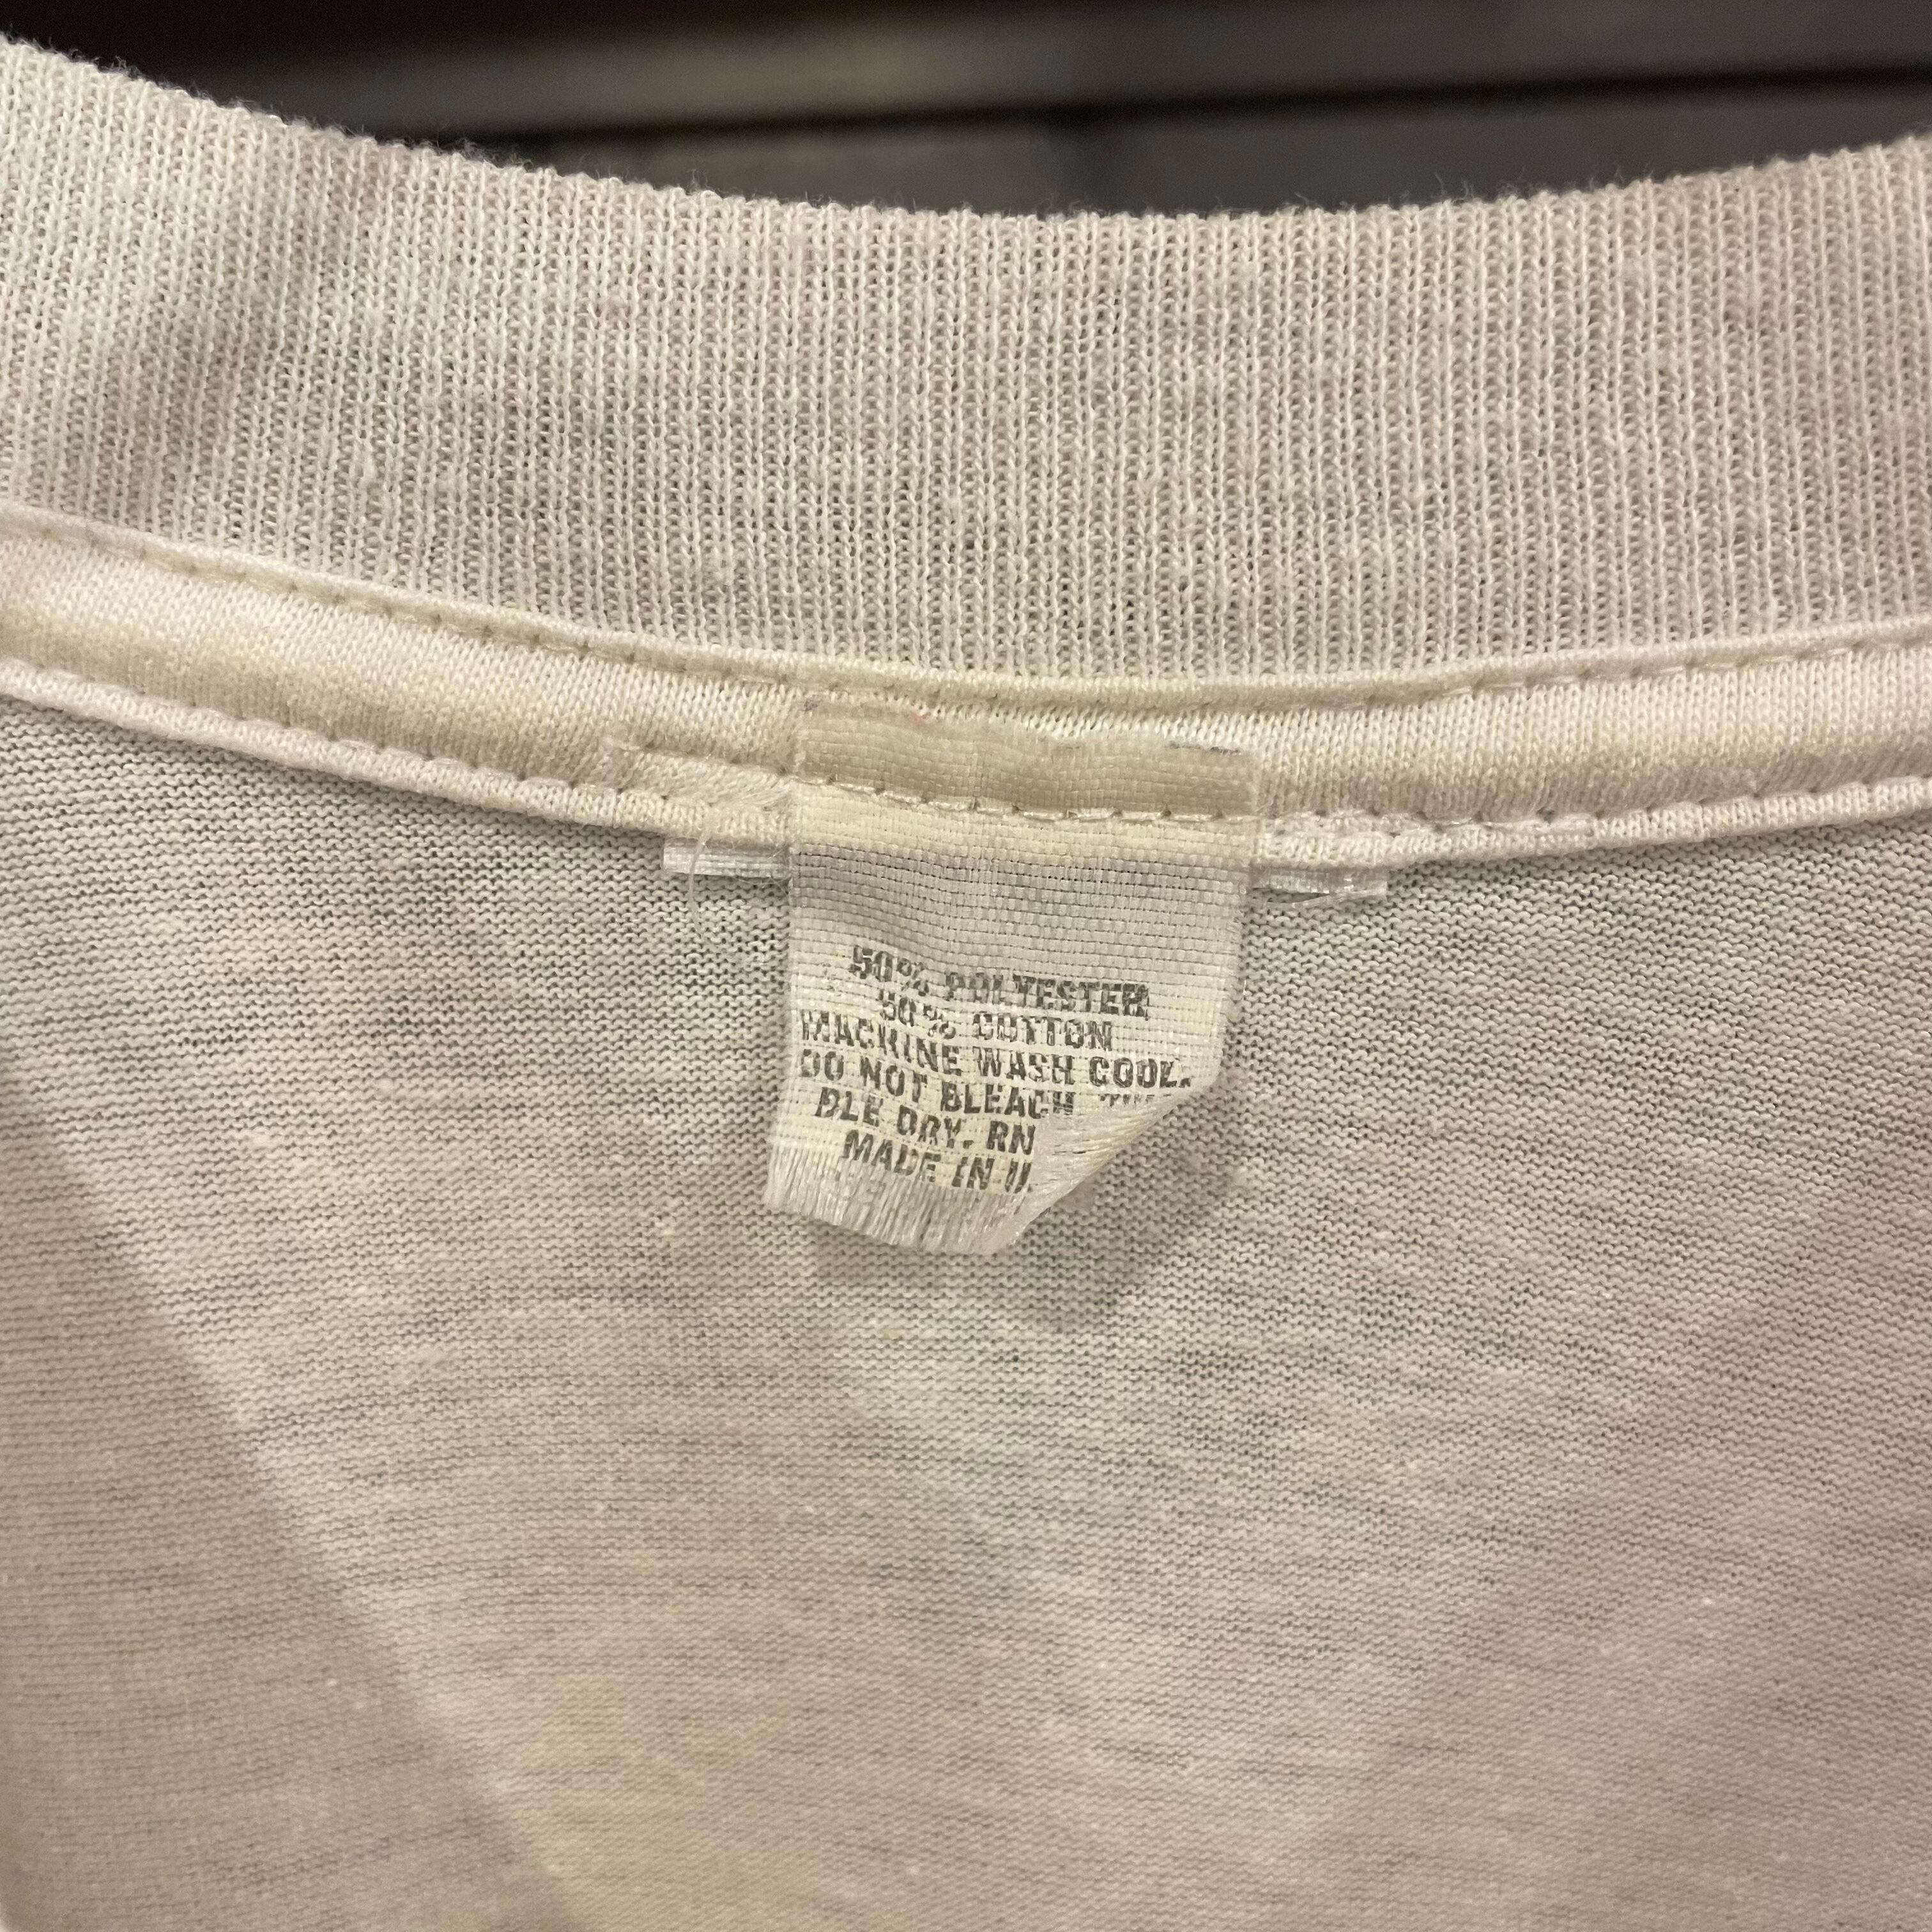 50% POLYESTER
50% COTTON
MACHINE WASH COOL.
DO NOT BLEACH
BLE DRY. RN
MADE IN U.